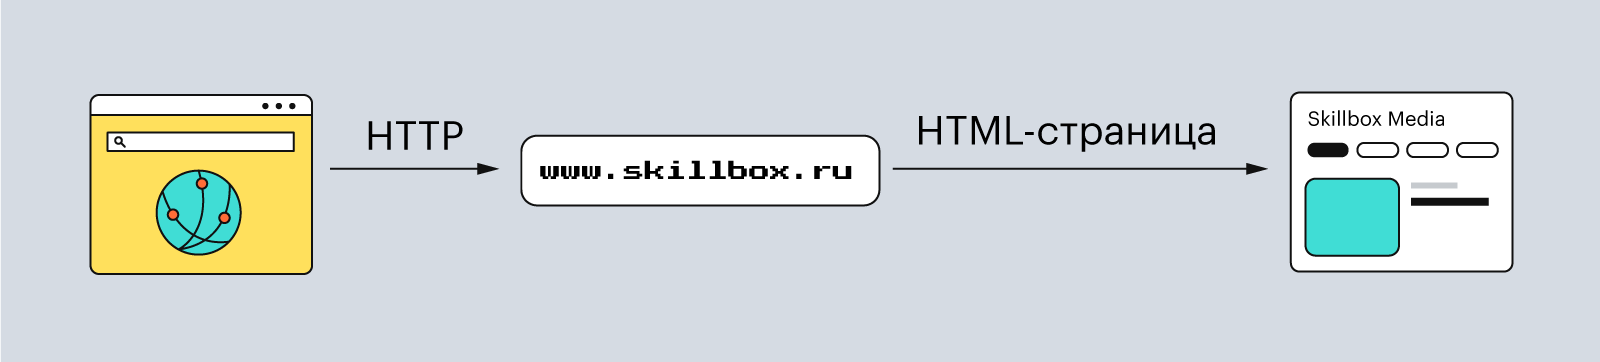 HTTP
www.skillbox.ru
HTML-страница
Skillbox Media